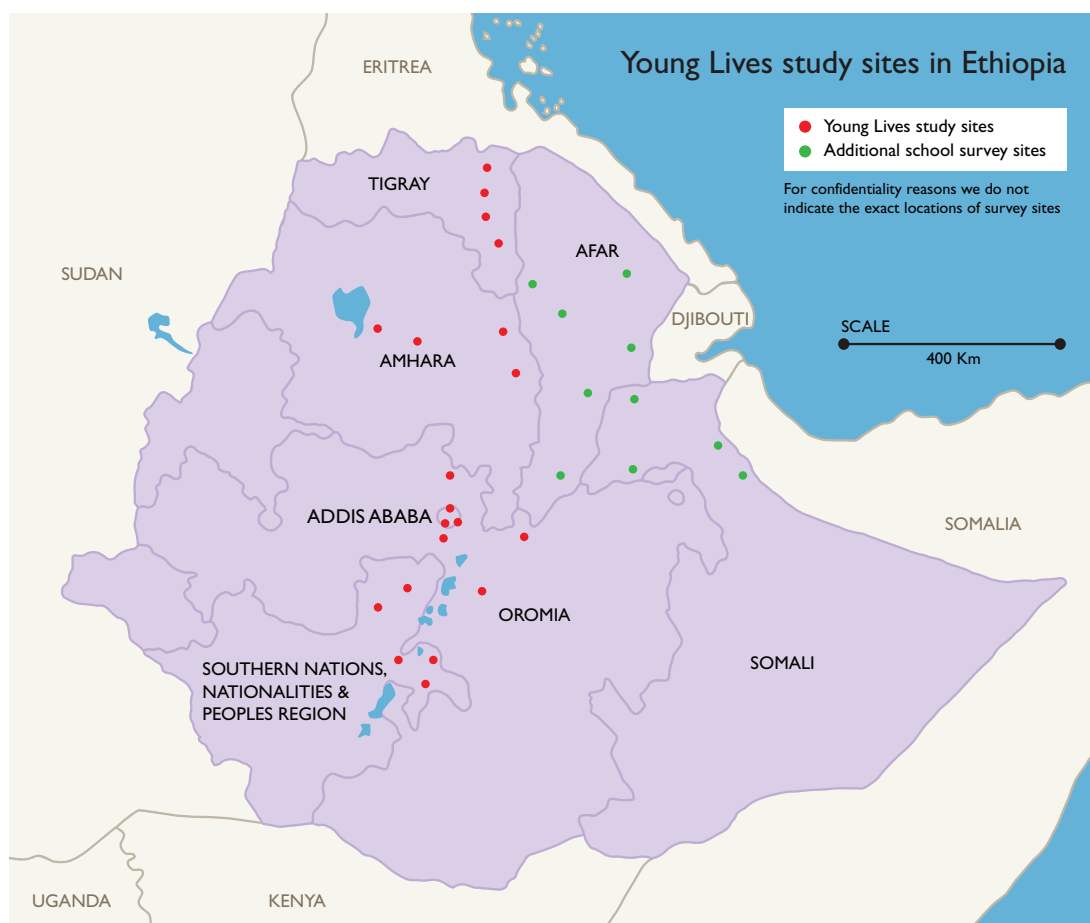 Young Lives study sites in Ethiopia
Young Lives study sites
Additional school survey sites
For confidentiality reasons we do not
indicate the exact locations of survey sites
ERITREA
TIGRAY
AFAR
SUDAN
DJIBOUTI
SCALE
400 Km
AMHARA
ADDIS ABABA
SOMALIA
OROMIA
SOMALI
SOUTHERN NATIONS,
NATIONALITIES &
PEOPLES REGION
UGANDA
KENYA